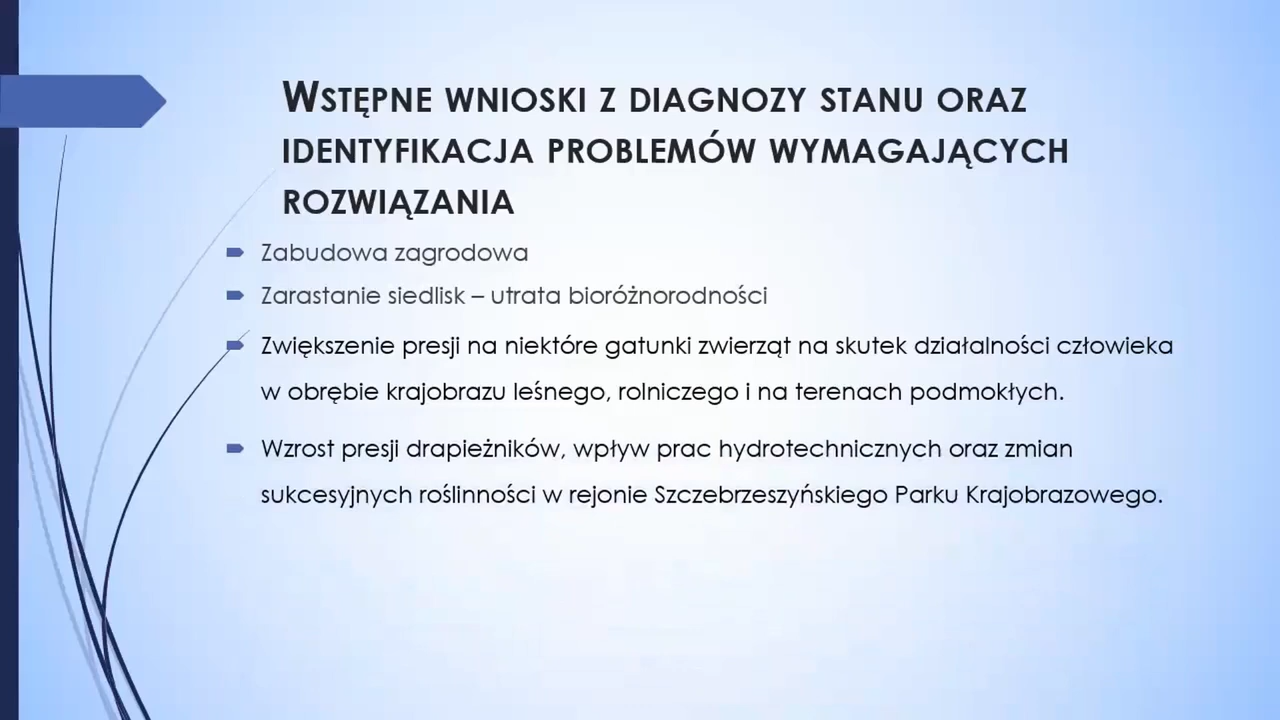 Wstępne wnioski z diagnozy stanu oraz
identyfikacja problemów wymagających
rozwiązania
Zabudowa zagrodowa
Zarastanie siedlisk – utrata bioróżnorodności
Zwiększenie presji na niektóre gatunki zwierząt na skutek działalności człowieka
w obrębie krajobrazu leśnego, rolniczego i na terenach podmokłych.
Wzrost presji drapieżników, wpływ prac hydrotechnicznych oraz zmian
sukcesyjnych roślinności w rejonie Szczebrzeszyńskiego Parku Krajobrazowego.